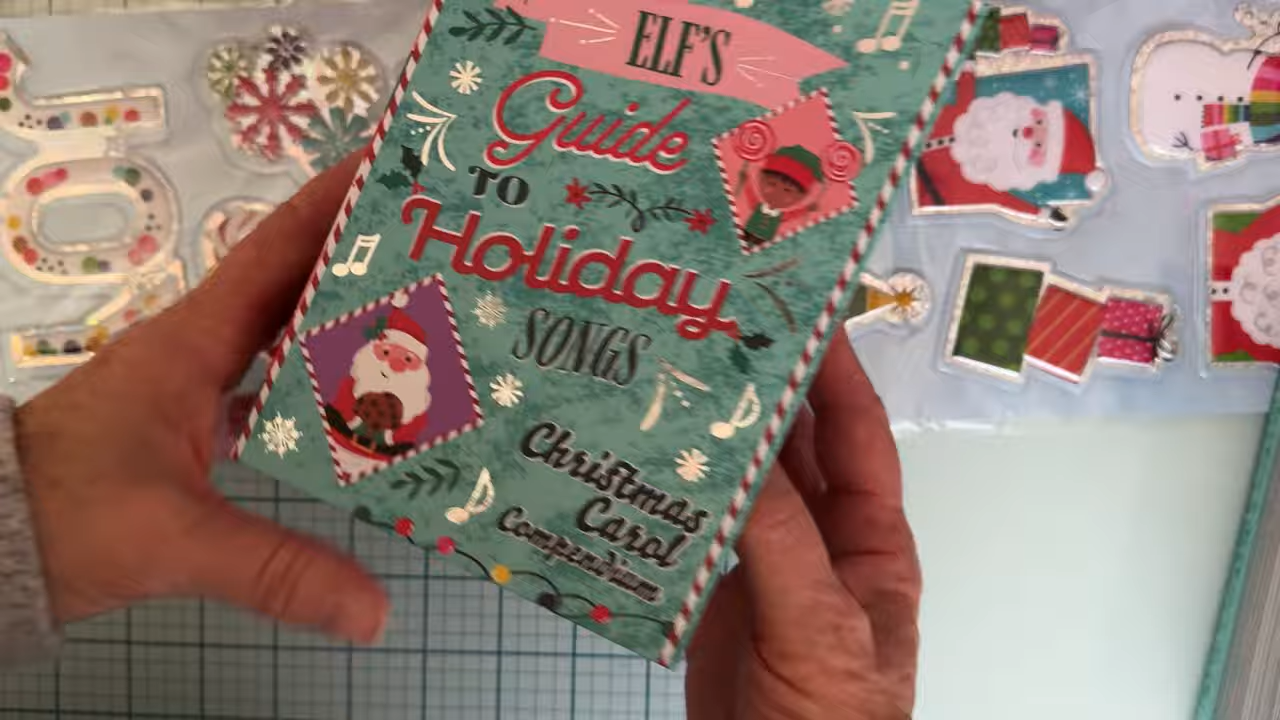 ELF'S
Guide
TO
Holiday
SONGS
Christmas
Carol
Compendium